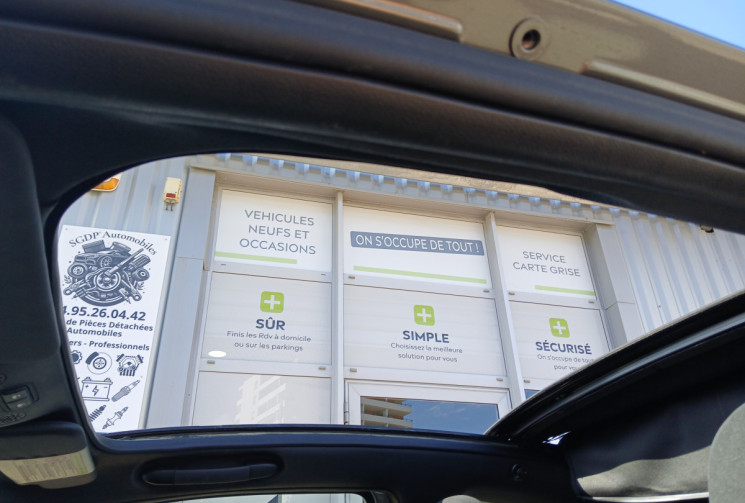 SGDP Automobiles
.95.26.04.42
de Pièces Détachées
Automobiles
ers - Professionnels
VEHICULES
NEUFS ET
OCCASIONS
ON S'OCCUPE DE TOUT !
SERVICE
CARTE GRISE
SÛR
Finis les Rdv à domicile
ou sur les parkings
SIMPLE
Choisissez la meilleure
solution pour vous
SÉCURISÉ
On s'occupe de to
pour vous